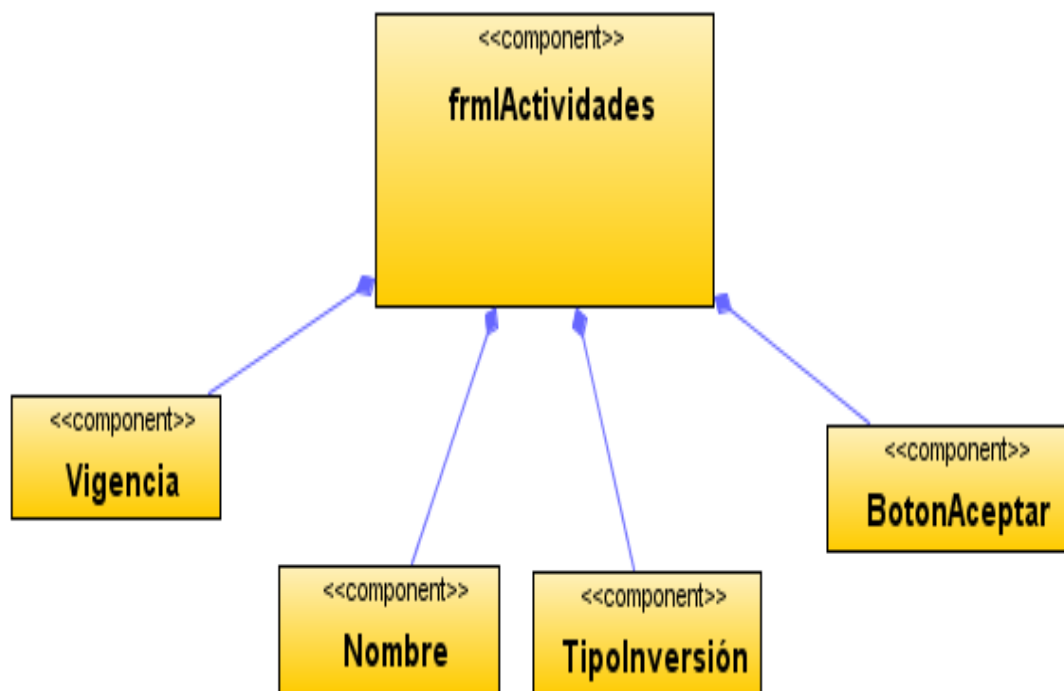 <<component>>
frmlActividades
<<component>>
Vigencia
<<component>>
BotonAceptar
<<component>>
Nombre
<<component>>
TipoInversión